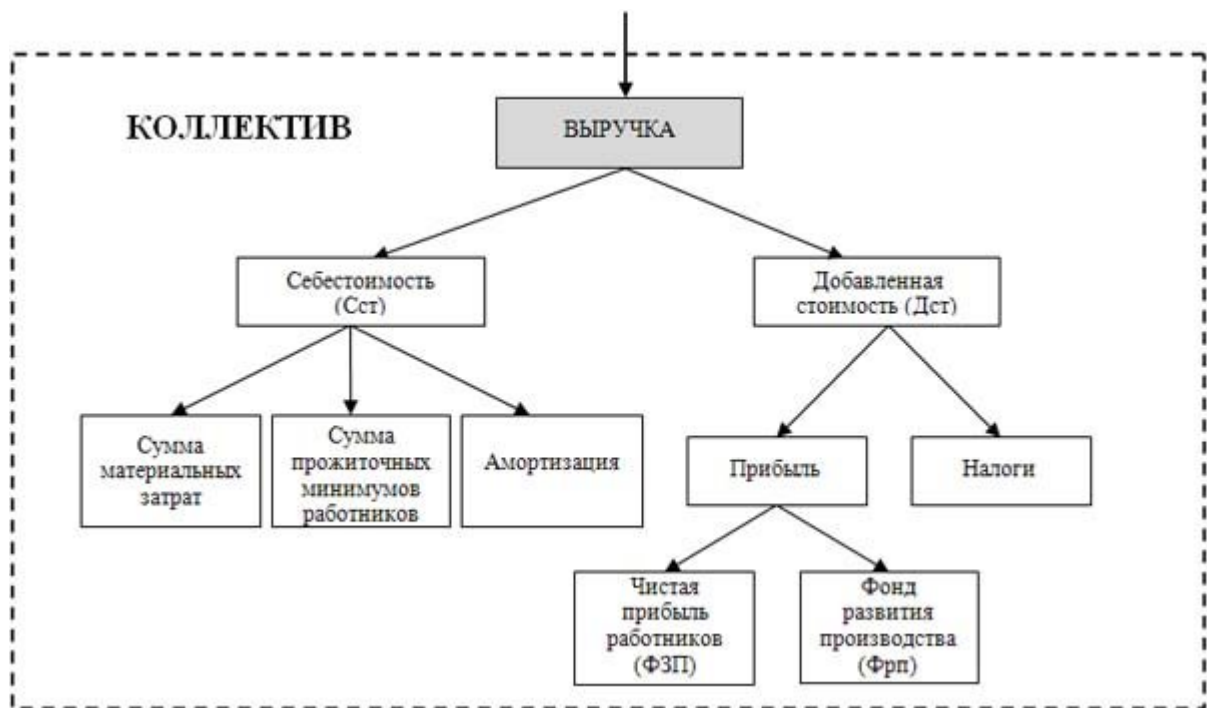 КОЛЛЕКТИВ
ВЫРУЧКА
Себестоимость
(Сст)
Добавленная
стоимость (Дст)
Сумма
материальных
затрат
Сумма
прожиточных
минимумов
работников
Амортизация
Прибыль
Налоги
Чистая
прибыль
работников
(ФЗП)
Фонд
развития
производства
(Фрп)